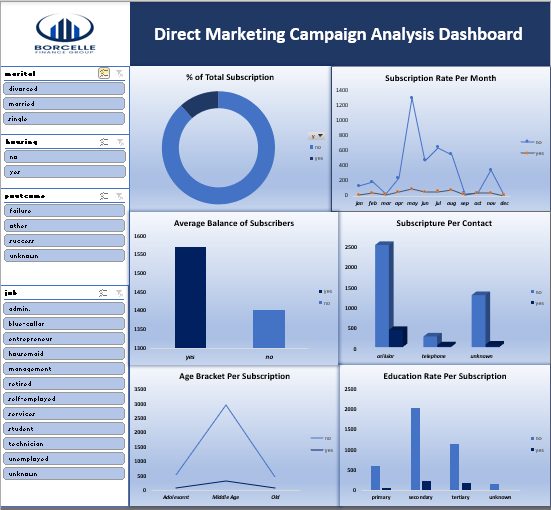 BORCELLE
FINANCE GROUP
Direct Marketing Campaign Analysis Dashboard
marital
divorced
married
single
housing
no
yes
poutcome
failure
other
success
unknown
job
admin.
blue-collar
entrepreneur
housemaid
management
retired
self-employed
services
student
technician
unemployed
unknown
% of Total Subscription
y
no
yes
Subscription Rate Per Month
1400
1200
1000
800
600
400
200
0
jan feb mar apr may jun jul aug sep oct nov dec
no
yes
Average Balance of Subscribers
1600
1550
1500
1450
1400
1350
1300
yes no
yes
no
Subscripture Per Contact
2500
2000
1500
1000
500
0
cellular telephone unknown
no
yes
Age Bracket Per Subscription
3500
3000
2500
2000
1500
1000
500
0
Adolescent Middle Age Old
no
yes
Education Rate Per Subscription
2500
2000
1500
1000
500
0
primary secondary tertiary unknown
no
yes